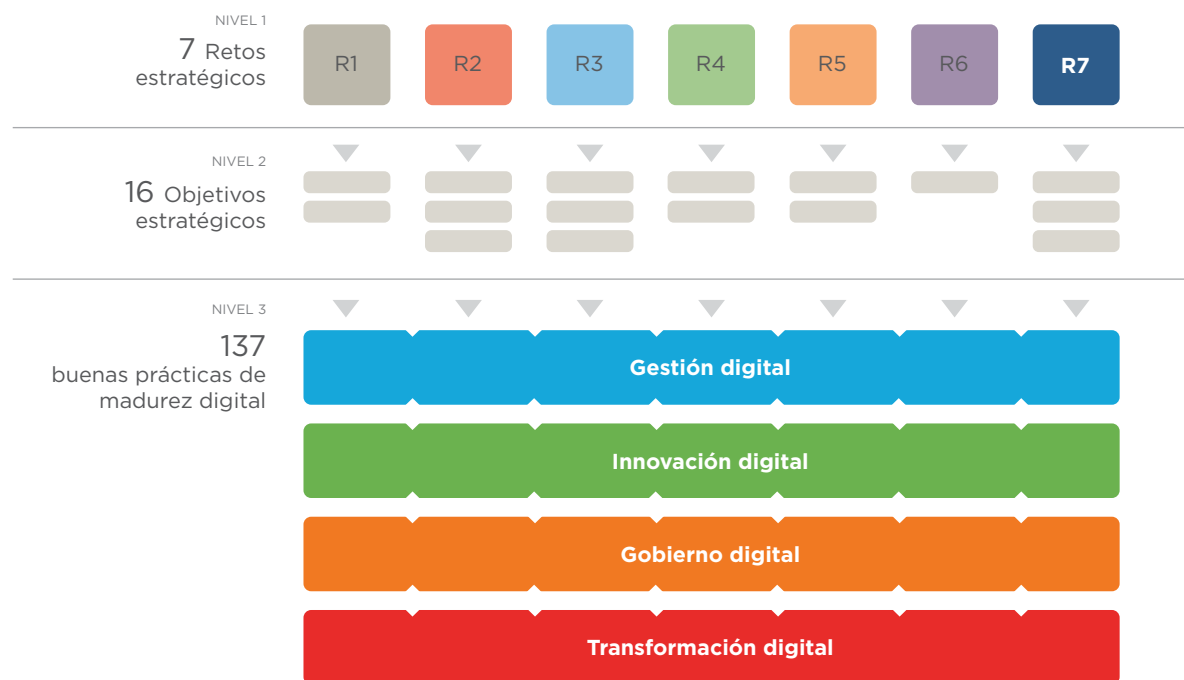 NIVEL 1
7 Retos
estratégicos
R1
R2
R3
R4
R5
R6
R7
NIVEL 2
16 Objetivos
estratégicos
NIVEL 3
137
buenas prácticas de
madurez digital
Gestión digital
Innovación digital
Gobierno digital
Transformación digital